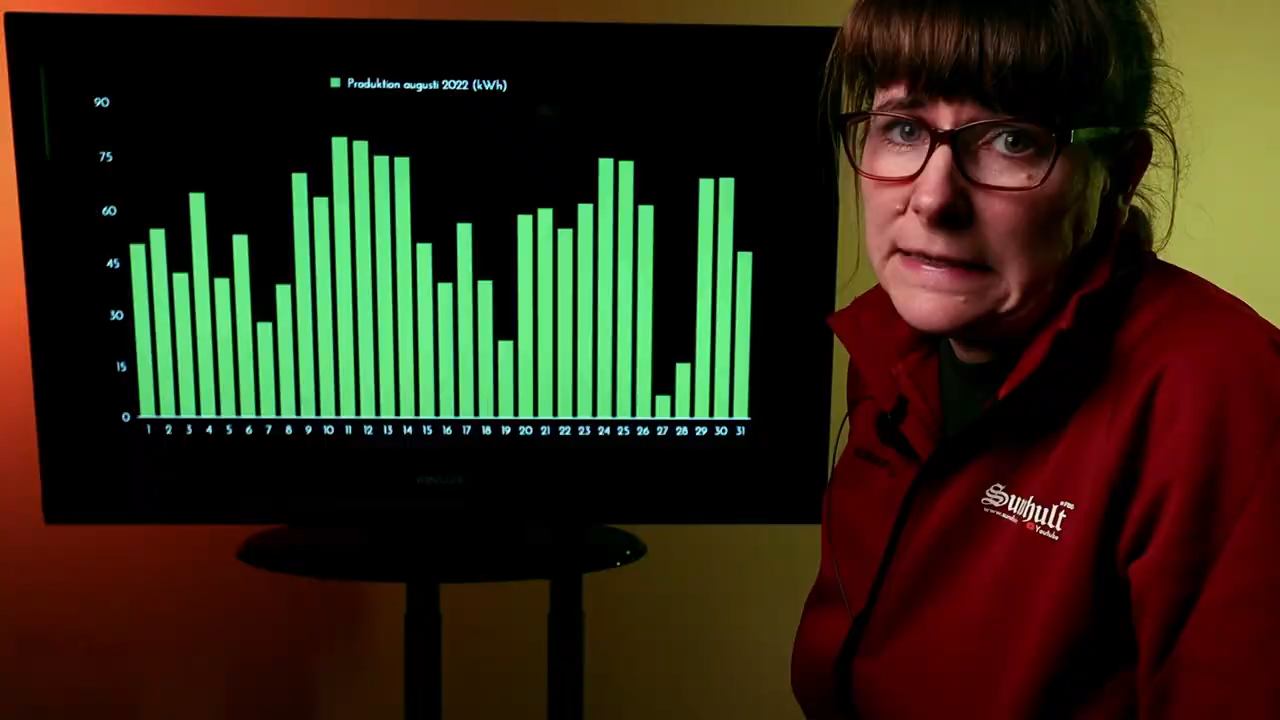 Produktion augusti 2022 (kWh)
90
75
60
45
30
15
0
1 2 3 4 5 6 7 8 9 10 11 12 13 14 15 16 17 18 19 20 21 22 23 24 25 26 27 28 29 30 31
Sunhult
Youtube